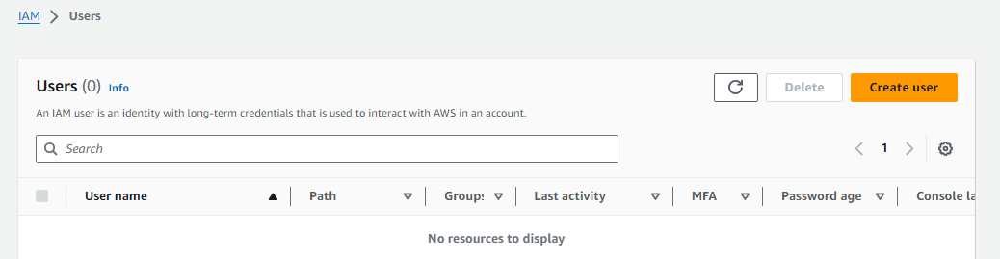 IAM > Users
Users (0) Info
Delete
Create user
An IAM user is an identity with long-term credentials that is used to interact with AWS in an account.
Search
1
User name
Path
Groups
Last activity
MFA
Password age
Console la
No resources to display